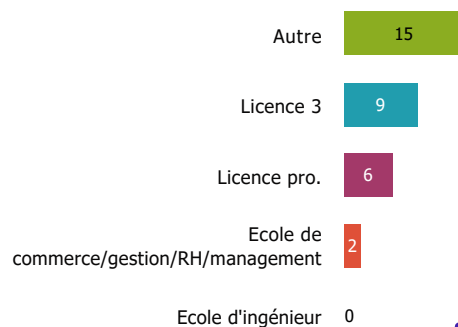 Autre 15
Licence 3 9
Licence pro. 6
Ecole de
commerce/gestion/RH/management 2
Ecole d'ingénieur 0